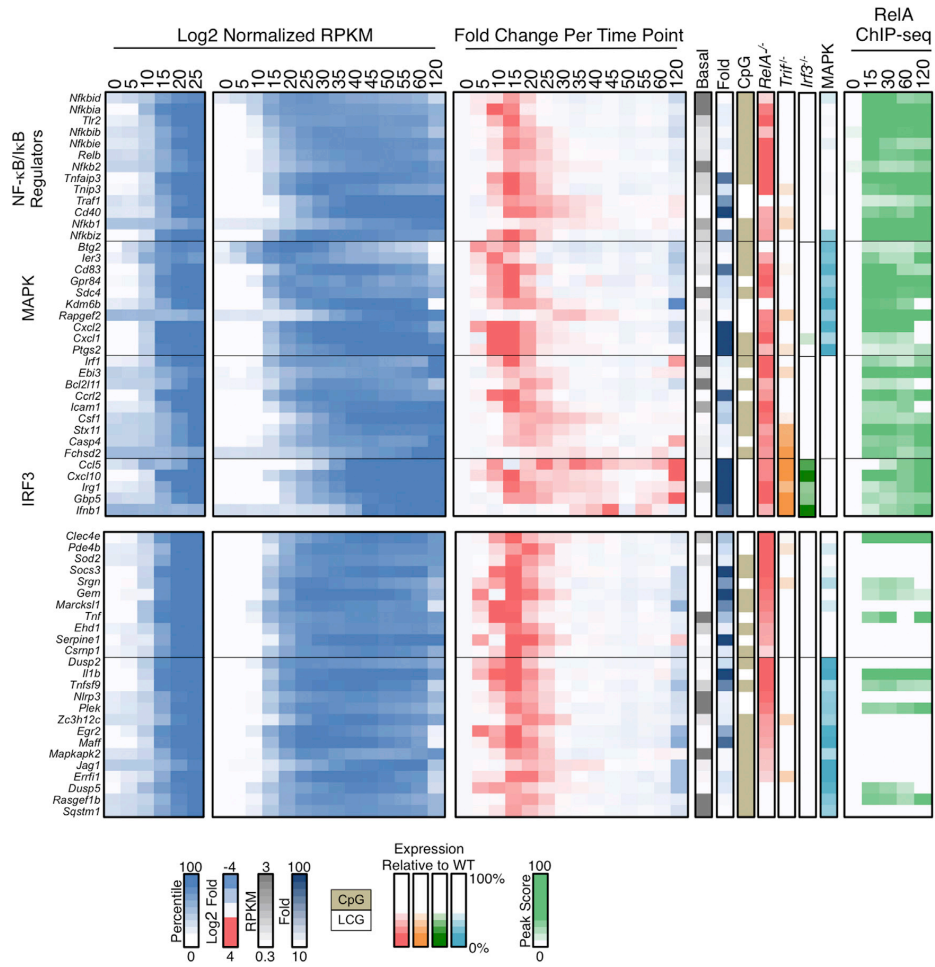 Log2 Normalized RPKM
Fold Change Per Time Point
RelA
ChIP-seq
0 5 10 15 20 25
0 5 10 15 20 25 30 35 40 45 50 55 60 120
0 5 10 15 20 25 30 35 40 45 50 55 60 120
Basal
Fold
CpG
RelA-/-
Trif-/-
Irf3-/-
MAPK
0 15 30 60 120
NF-κB/IκB
Regulators
Nfkbid
Nfkbia
Tlr2
Nfkbib
Nfkbie
Relb
Nfkb2
Tnfaip3
Tnip3
Traf1
Cd40
Nfkb1
Nfkbiz
MAPK
Btg2
Ier3
Cd83
Gpr84
Sdc4
Kdm6b
Rapgef2
Cxcl2
Cxcl1
Ptgs2
Irf1
Ebi3
Bcl2l11
Ccrl2
Icam1
Csf1
Stx11
Casp4
Fchsd2
IRF3
Ccl5
Cxcl10
Irg1
Gbp5
Ifnb1
Clec4e
Pde4b
Sod2
Socs3
Srgn
Gem
Marcksl1
Tnf
Ehd1
Serpine1
Csrnp1
Dusp2
Il1b
Tnfsf9
Nlrp3
Plek
Zc3h12c
Egr2
Maff
Mapkapk2
Jag1
Errfi1
Dusp5
Rasgef1b
Sqstm1
100
Percentile
0
-4
Log2 Fold
4
3
RPKM
0.3
100
Fold
10
CpG
LCG
Expression
Relative to WT
100%
0%
100
Peak Score
0